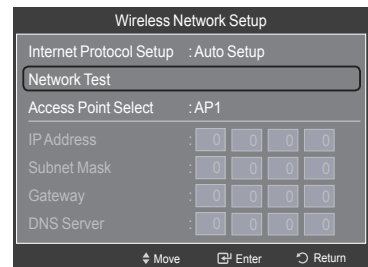 Wireless Network Setup
Internet Protocol Setup : Auto Setup
Network Test
Access Point Select : AP1
IP Address : 0 0 0 0
Subnet Mask : 0 0 0 0
Gateway : 0 0 0 0
DNS Server : 0 0 0 0
Move Enter Return